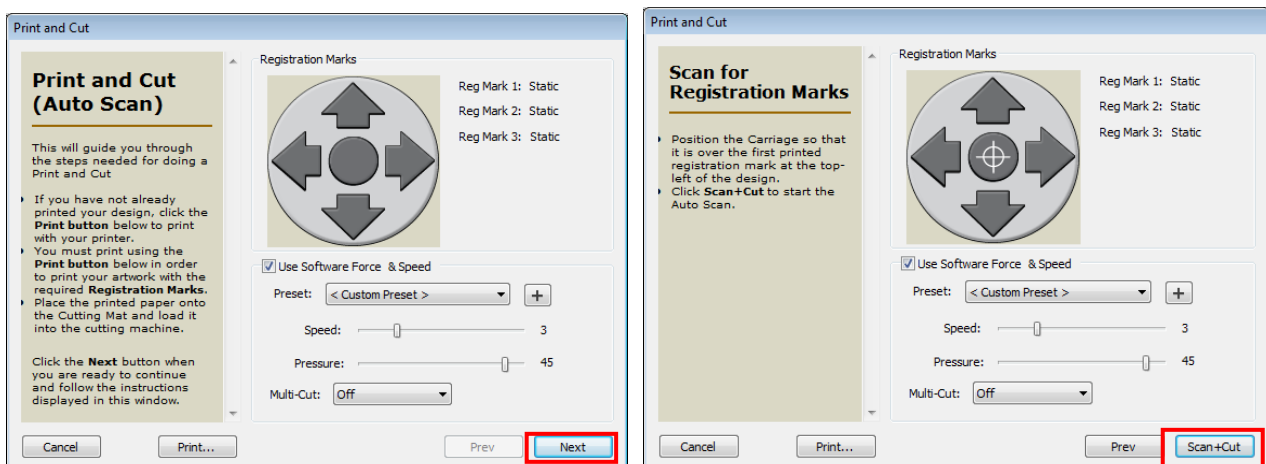 Print and Cut
Print and Cut
(Auto Scan)
This will guide you through
the steps needed for doing a
Print and Cut
If you have not already
printed your design, click the
Print button below to print
with your printer.
You must print using the
Print button below in order
to print your artwork with the
required Registration Marks.
Place the printed paper onto
the Cutting Mat and load it
into the cutting machine.
Click the Next button when
you are ready to continue
and follow the instructions
displayed in this window.
Registration Marks
Reg Mark 1: Static
Reg Mark 2: Static
Reg Mark 3: Static
Use Software Force & Speed
Preset: < Custom Preset > +
Speed: 3
Pressure: 45
Multi-Cut: Off
Cancel Print... Prev Next
Print and Cut
Scan for
Registration Marks
Position the Carriage so that
it is over the first printed
registration mark at the top-
left of the design.
Click Scan+Cut to start the
Auto Scan.
Registration Marks
Reg Mark 1: Static
Reg Mark 2: Static
Reg Mark 3: Static
Use Software Force & Speed
Preset: < Custom Preset > +
Speed: 3
Pressure: 45
Multi-Cut: Off
Cancel Print... Prev Scan+Cut